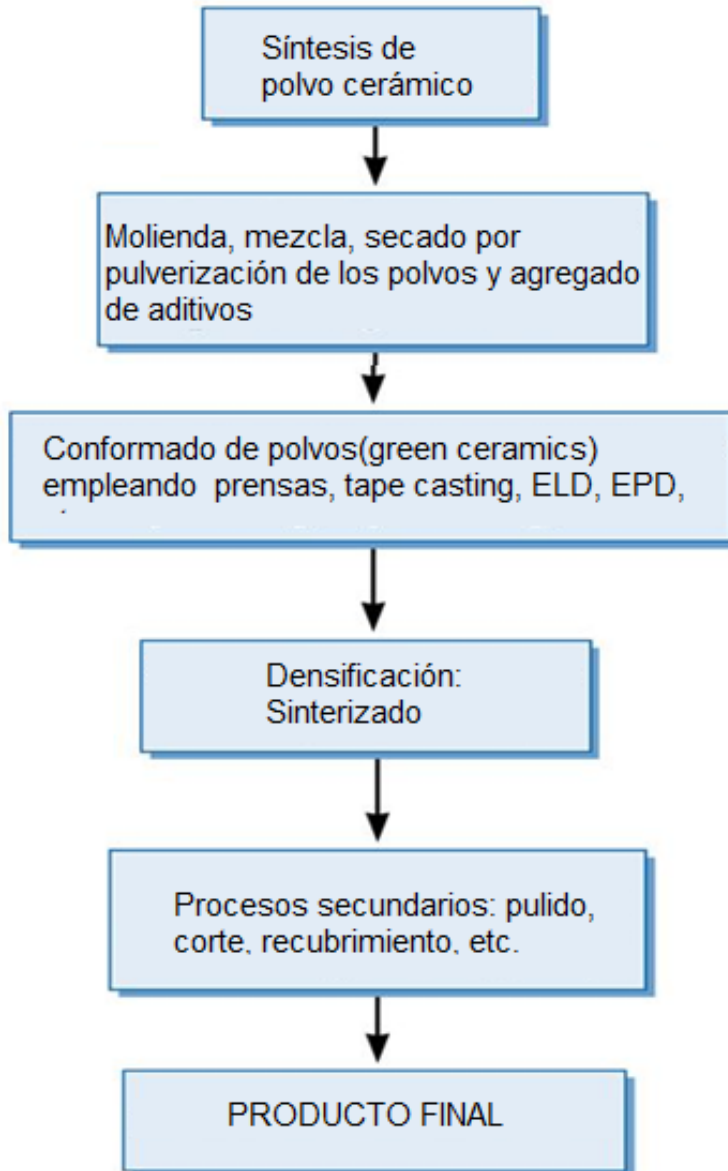 Síntesis de
polvo cerámico
Molienda, mezcla, secado por
pulverización de los polvos y agregado
de aditivos
Conformado de polvos(green ceramics)
empleando  prensas, tape casting, ELD, EPD,
Densificación:
Sinterizado
Procesos secundarios: pulido,
corte, recubrimiento, etc.
PRODUCTO FINAL